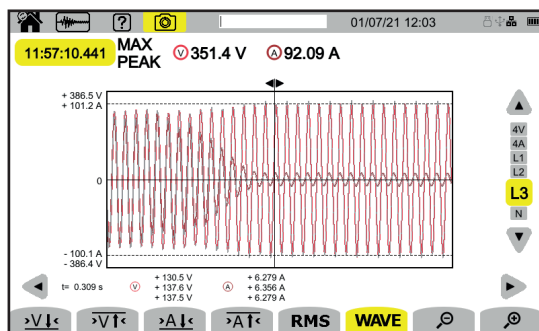 ?
01/07/21 12:03
11:57:10.441 MAX PEAK V 351.4 V A 92.09 A
+ 386.5 V
+ 101.2 A
0
- 100.1 A
- 386.4 V
4V
4A
L1
L2
L3
N
t= 0.309 s
V
+ 130.5 V
+ 137.6 V
+ 137.5 V
A
+ 6.279 A
+ 6.356 A
+ 6.279 A
>V↓< >V↑< >A↓< >A↑< RMS WAVE